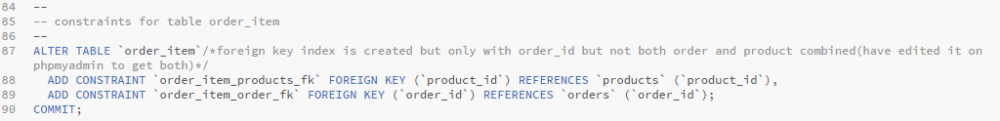 84 --
85 -- constraints for table order_item
86 --
87 ALTER TABLE `order_item`/*foreign key index is created but only with order_id but not both order and product combined(have edited it on
phpmyadmin to get both)*/
88 ADD CONSTRAINT `order_item_products_fk` FOREIGN KEY (`product_id`) REFERENCES `products` (`product_id`),
89 ADD CONSTRAINT `order_item_order_fk` FOREIGN KEY (`order_id`) REFERENCES `orders` (`order_id`);
90 COMMIT;